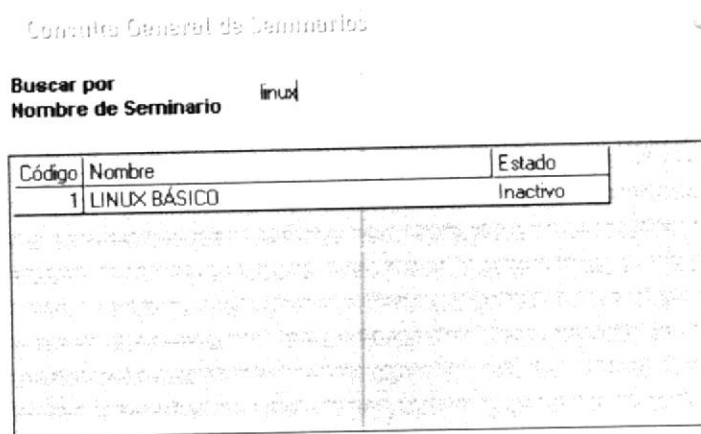 Consulta General de Seminarios
Buscar por
Nombre de Seminario
linux
Código Nombre Estado
1 LINUX BÁSICO Inactivo